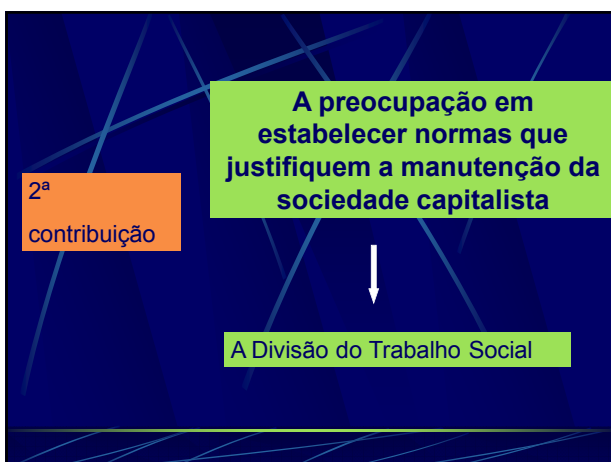 2ª
contribuição
A preocupação em
estabelecer normas que
justifiquem a manutenção da
sociedade capitalista
A Divisão do Trabalho Social